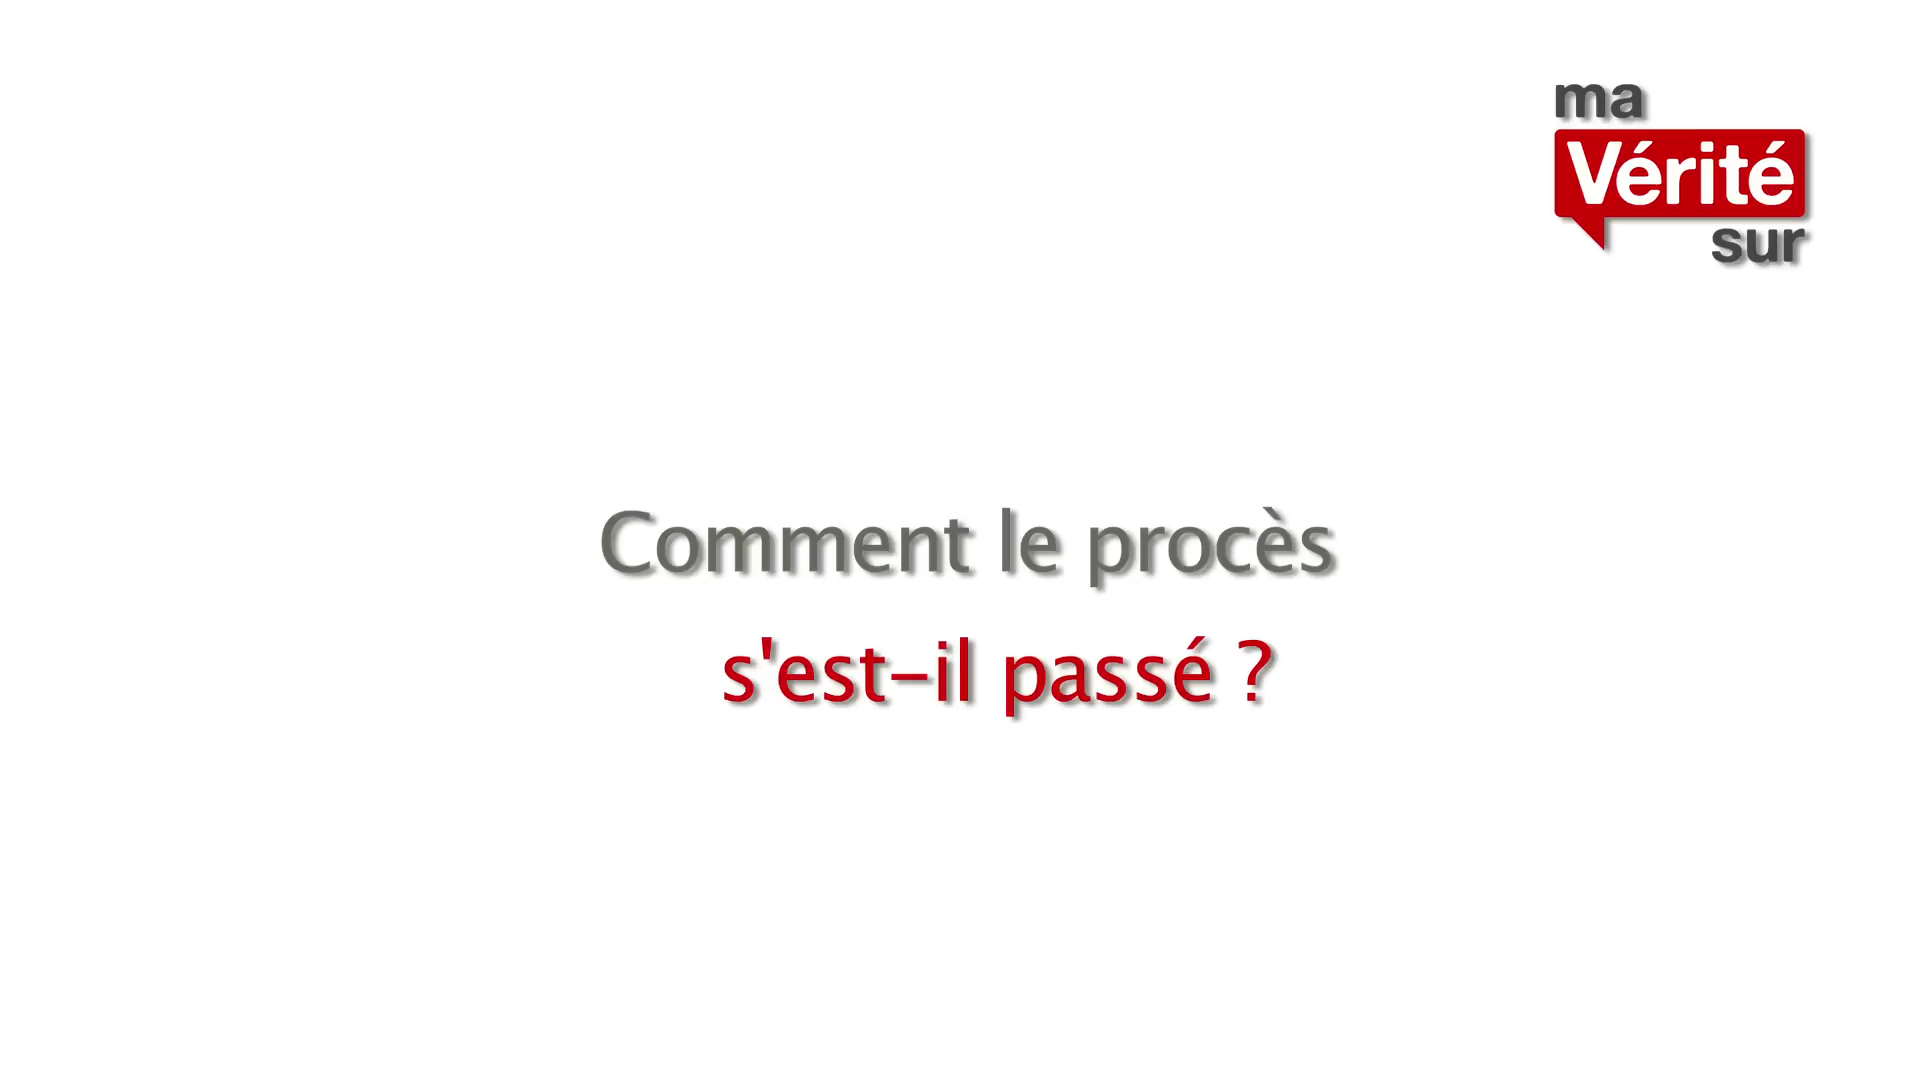 ma
Vérité
sur
Comment le procès
s'est-il passé ?